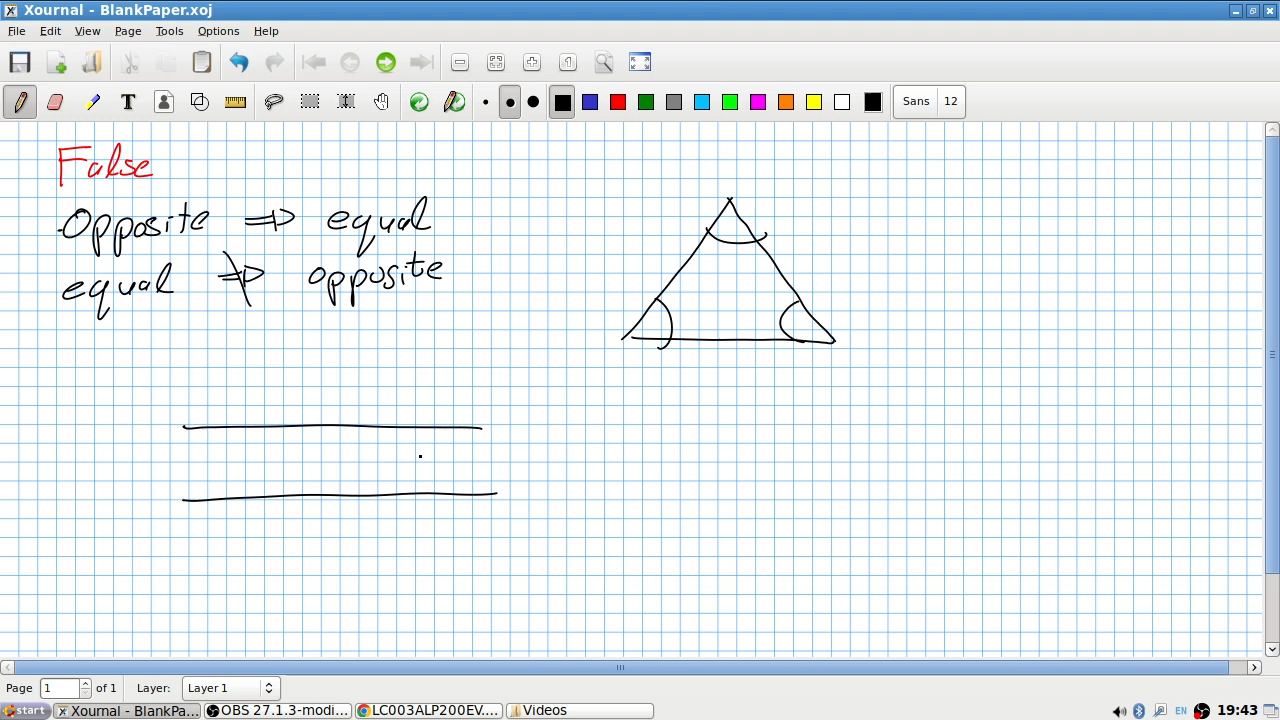 Xournal - BlankPaper.xoj
File Edit View Page Tools Options Help
T 1 Sans 12
False
Opposite ⇒ equal
equal ⇏ opposite
Page 1 of 1 Layer: Layer 1
start Xournal - BlankPa... OBS 27.1.3-modi... LC003ALP200EV... Videos EN 19:43